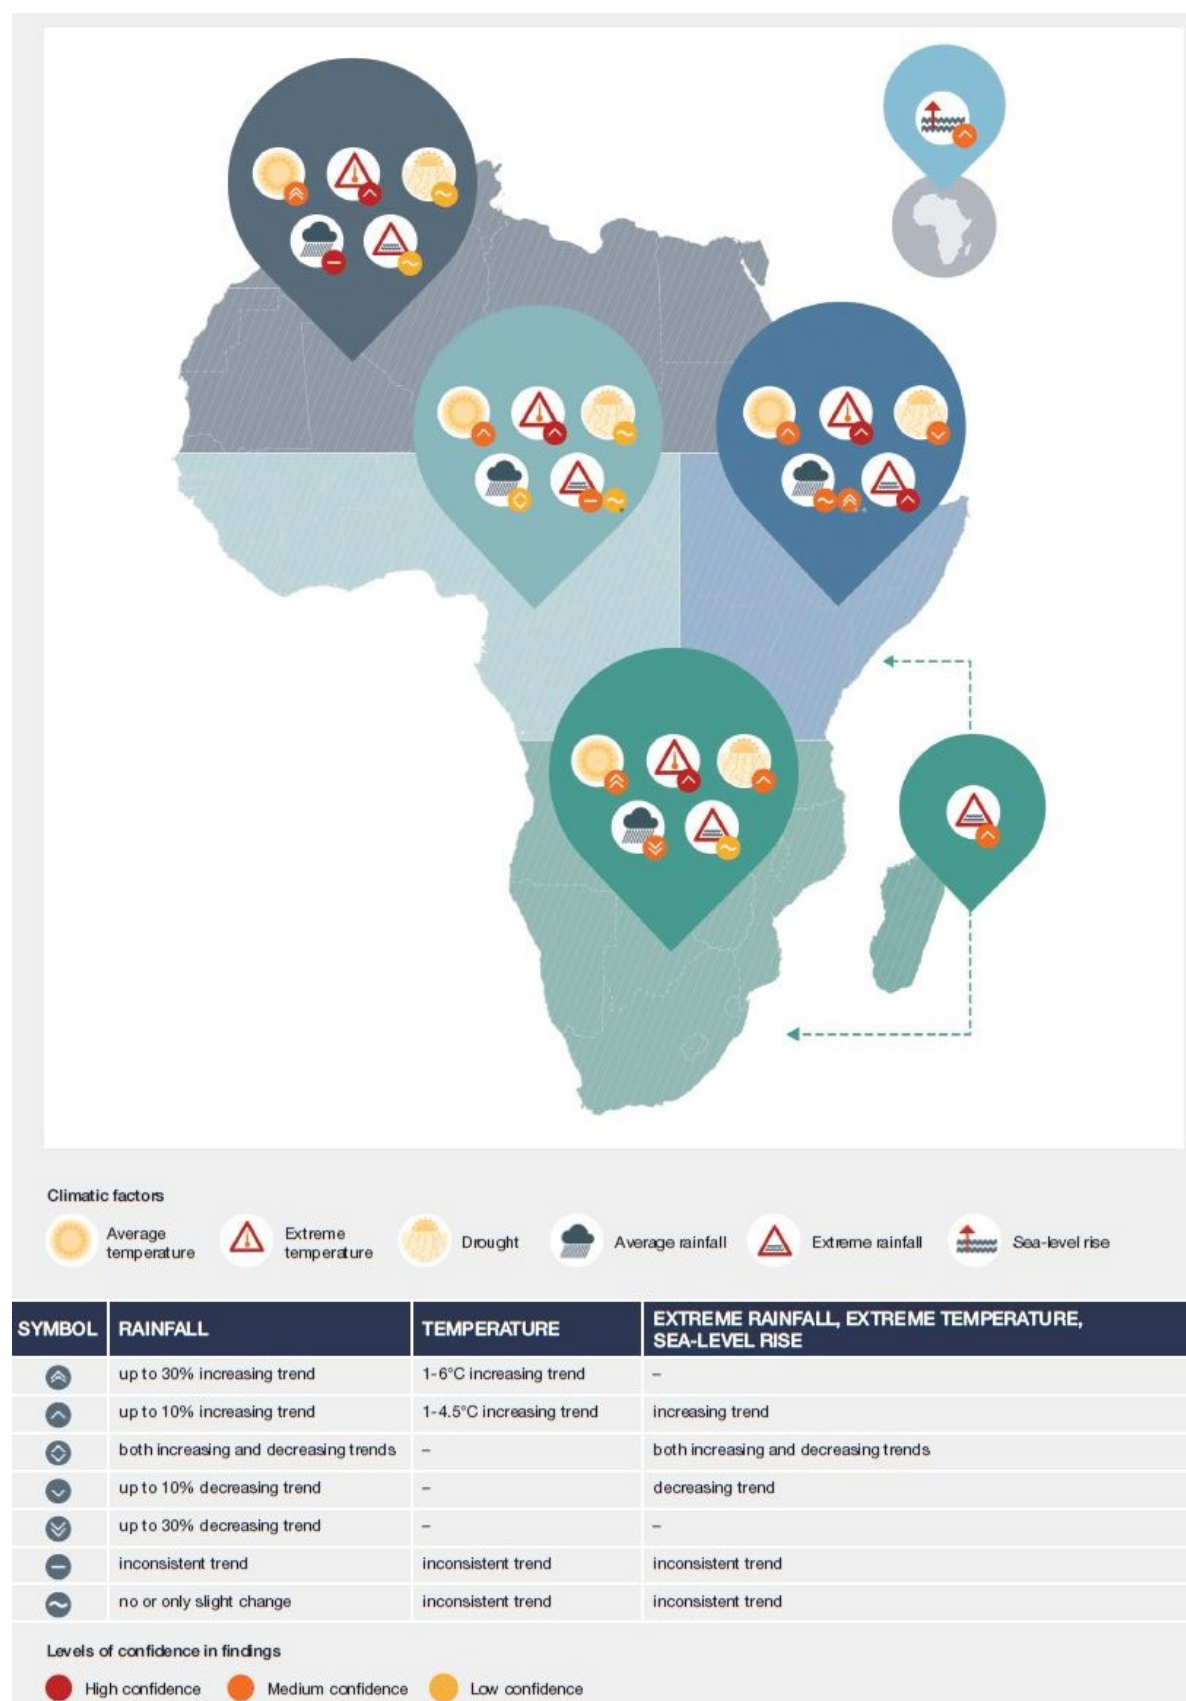 Climatic factors
Average
temperature
Extreme
temperature
Drought
Average rainfall
Extreme rainfall
Sea-level rise
SYMBOL RAINFALL TEMPERATURE EXTREME RAINFALL, EXTREME TEMPERATURE,
SEA-LEVEL RISE
up to 30% increasing trend 1-6°C increasing trend –
up to 10% increasing trend 1-4.5°C increasing trend increasing trend
both increasing and decreasing trends – both increasing and decreasing trends
up to 10% decreasing trend – decreasing trend
up to 30% decreasing trend – –
inconsistent trend inconsistent trend inconsistent trend
no or only slight change inconsistent trend inconsistent trend
Levels of confidence in findings
High confidence Medium confidence Low confidence